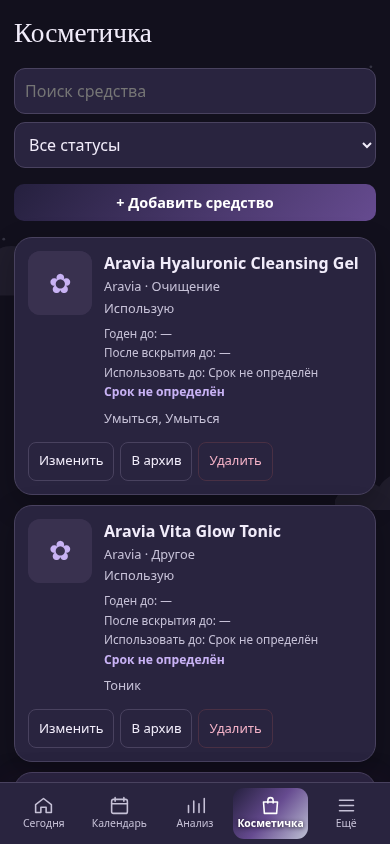 Косметичка
Поиск средства
Все статусы
+ Добавить средство
Aravia Hyaluronic Cleansing Gel
Aravia · Очищение
Использую
Годен до: —
После вскрытия до: —
Использовать до: Срок не определён
Срок не определён
Умыться, Умыться
Изменить В архив Удалить
Aravia Vita Glow Tonic
Aravia · Другое
Использую
Годен до: —
После вскрытия до: —
Использовать до: Срок не определён
Срок не определён
Тоник
Изменить В архив Удалить
Сегодня Календарь Анализ Косметичка Ещё